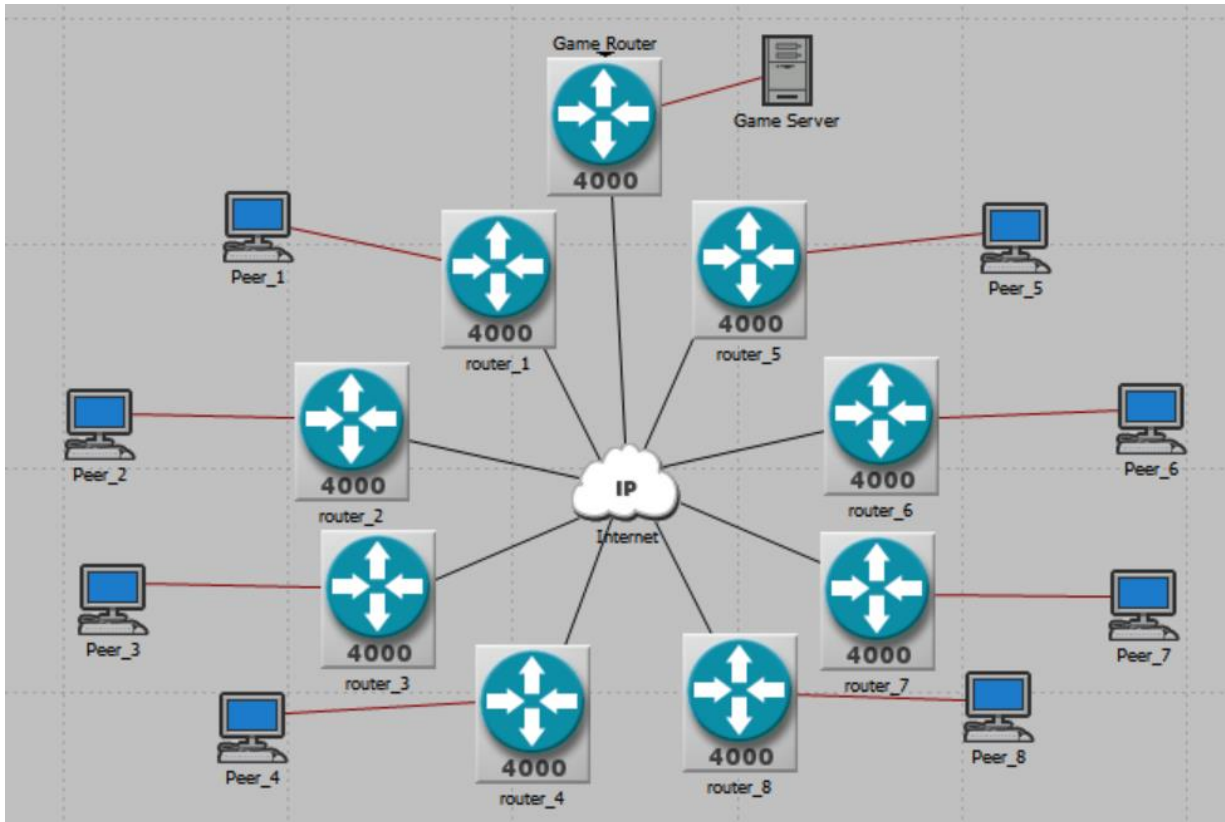 Game Router
4000
Game Server
Peer_1
4000
router_1
4000
router_5
Peer_5
Peer_2
4000
router_2
IP
Internet
4000
router_6
Peer_6
Peer_3
4000
router_3
4000
router_7
Peer_7
Peer_4
4000
router_4
4000
router_8
Peer_8